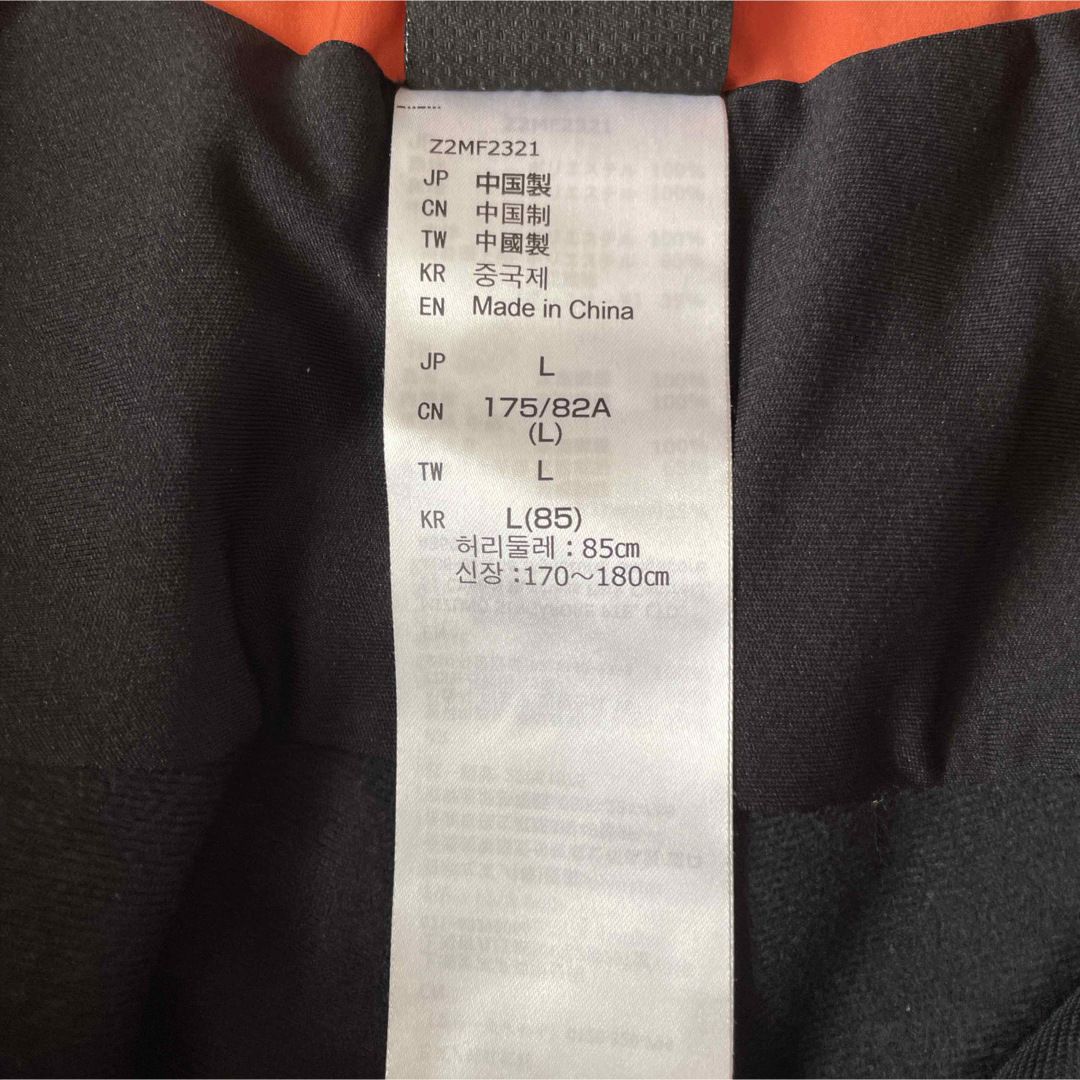 Z2MF2321
JP 中国製
CN 中国制
TW 中國製
KR 중국제
EN Made in China
JP L
CN 175/82A
(L)
TW L
KR L(85)
허리둘레 : 85㎝
신장 :170～180㎝